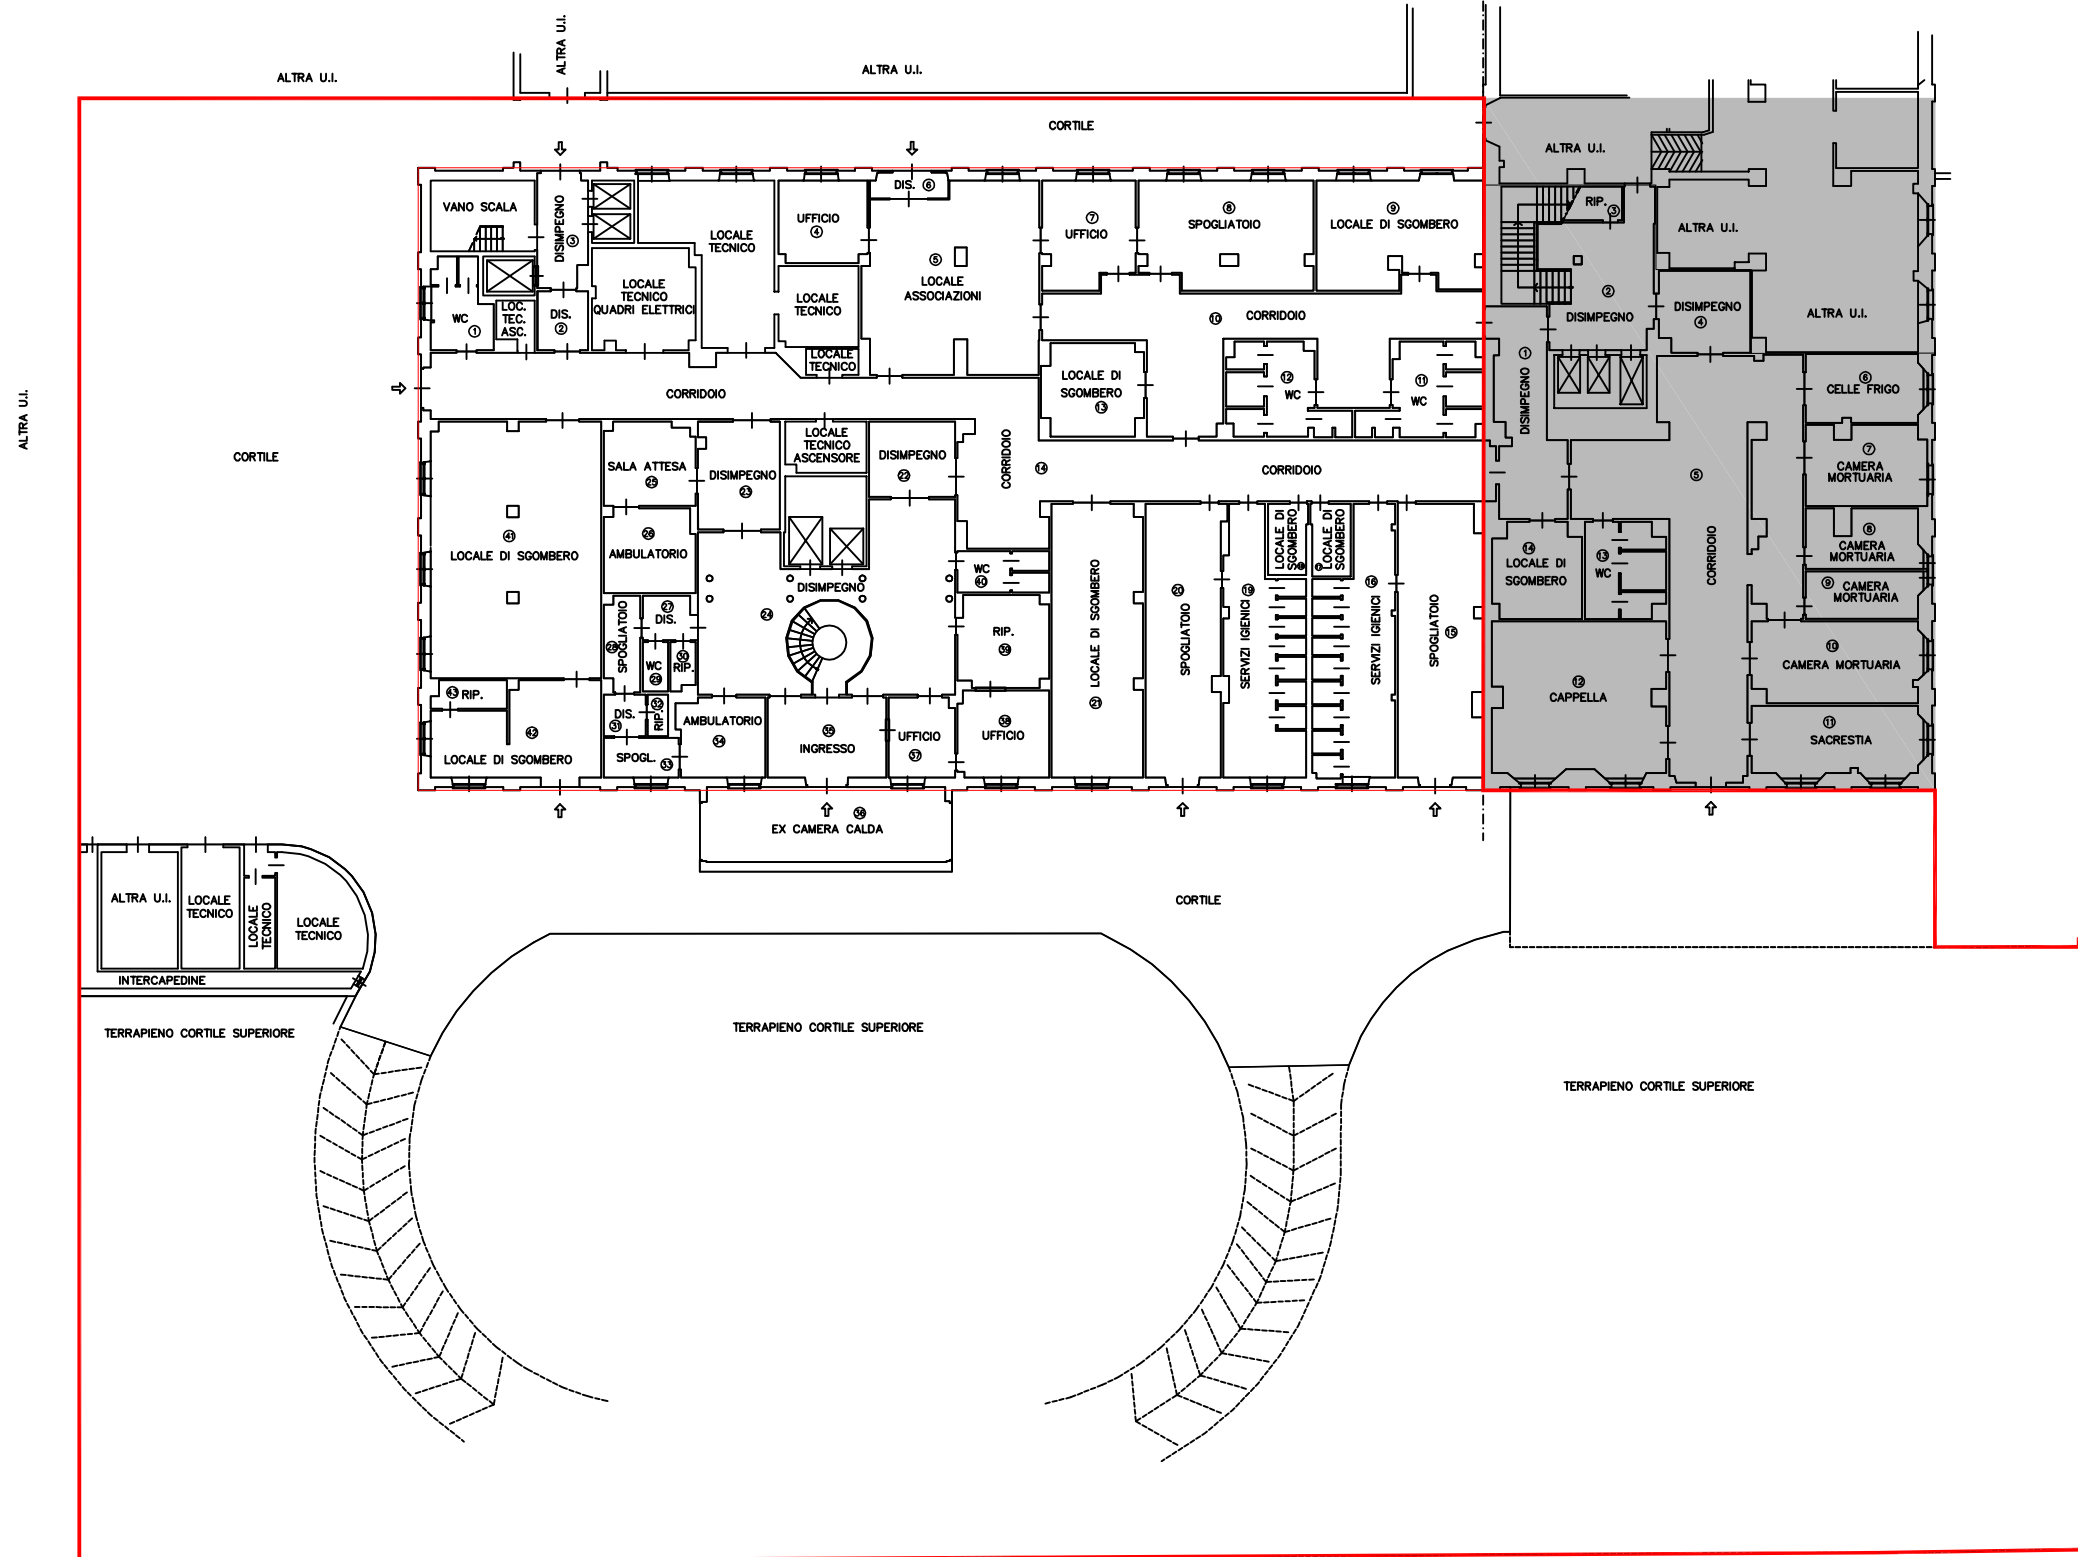 ALTRA U.I.
ALTRA U.I.
ALTRA U.I.
CORTILE
ALTRA U.I.
VANO SCALA
DISIMPEGNO
3
DIS. 6
UFFICIO
4
7
UFFICIO
8
SPOGLIATOIO
9
LOCALE DI SGOMBERO
RIP.
3
ALTRA U.I.
LOCALE
TECNICO
5
LOCALE
ASSOCIAZIONI
LOCALE
TECNICO
QUADRI ELETTRICI
LOCALE
TECNICO
WC
1
LOC.
TEC.
ASC.
DIS.
2
10
CORRIDOIO
2
DISIMPEGNO
DISIMPEGNO
4
ALTRA U.I.
LOCALE
TECNICO
CORRIDOIO
LOCALE DI
SGOMBERO
13
12
WC
11
WC
1
DISIMPEGNO
6
CELLE FRIGO
ALTRA U.I.
CORTILE
LOCALE
TECNICO
ASCENSORE
SALA ATTESA
25
DISIMPEGNO
23
DISIMPEGNO
22
CORRIDOIO
14
CORRIDOIO
5
7
CAMERA
MORTUARIA
41
LOCALE DI SGOMBERO
26
AMBULATORIO
LOCALE DI
SGOMBERO
LOCALE DI
SGOMBERO
14
LOCALE DI
SGOMBERO
13
WC
CORRIDOIO
8
CAMERA
MORTUARIA
9
CAMERA
MORTUARIA
DISIMPEGNO
24
WC
40
27
DIS.
SPOGLIATOIO
28
RIP.
39
LOCALE DI SGOMBERO
21
20
SPOGLIATOIO
19
SERVIZI IGIENICI
16
SERVIZI IGIENICI
SPOGLIATOIO
15
WC
29
30
RIP.
10
CAMERA MORTUARIA
43 RIP.
12
CAPPELLA
32
RIP.
DIS.
31
AMBULATORIO
34
35
INGRESSO
UFFICIO
37
38
UFFICIO
11
SACRESTIA
42
LOCALE DI SGOMBERO
SPOGL.
33
36
EX CAMERA CALDA
ALTRA U.I.
LOCALE
TECNICO
LOCALE
TECNICO
LOCALE
TECNICO
CORTILE
INTERCAPEDINE
TERRAPIENO CORTILE SUPERIORE
TERRAPIENO CORTILE SUPERIORE
TERRAPIENO CORTILE SUPERIORE